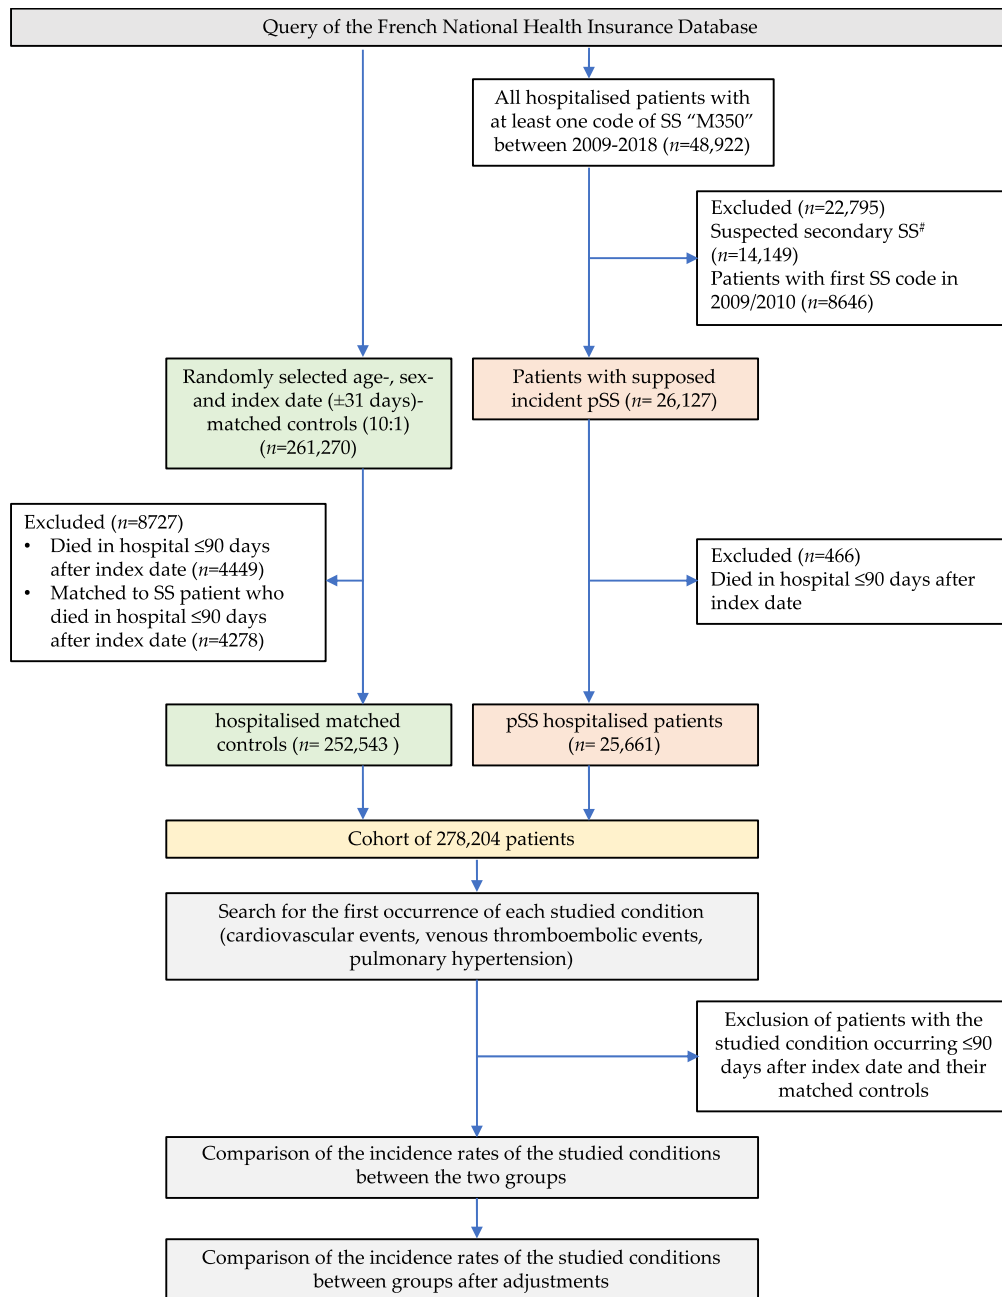 Query of the French National Health Insurance Database
All hospitalised patients with
at least one code of SS “M350”
between 2009-2018 (n=48,922)
Excluded (n=22,795)
Suspected secondary SS#
(n=14,149)
Patients with first SS code in
2009/2010 (n=8646)
Randomly selected age-, sex-
and index date (±31 days)-
matched controls (10:1)
(n=261,270)
Patients with supposed
incident pSS (n= 26,127)
Excluded (n=8727)
• Died in hospital ≤90 days
after index date (n=4449)
• Matched to SS patient who
died in hospital ≤90 days
after index date (n=4278)
Excluded (n=466)
Died in hospital ≤90 days after
index date
hospitalised matched
controls (n= 252,543 )
pSS hospitalised patients
(n= 25,661)
Cohort of 278,204 patients
Search for the first occurrence of each studied condition
(cardiovascular events, venous thromboembolic events,
pulmonary hypertension)
Exclusion of patients with the
studied condition occurring ≤90
days after index date and their
matched controls
Comparison of the incidence rates of the studied conditions
between the two groups
Comparison of the incidence rates of the studied conditions
between groups after adjustments